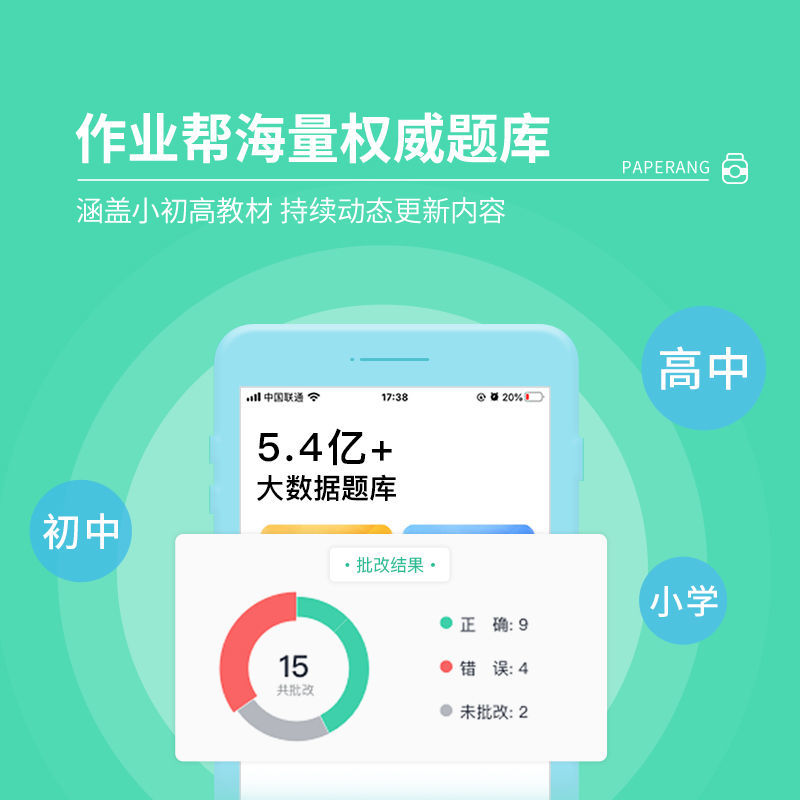 作业帮海量权威题库
PAPERANG
涵盖小初高教材 持续动态更新内容
高中
中国联通 17:38 20%
5.4亿+
大数据题库
初中
·批改结果·
小学
15
共批改
正 确: 9
错 误: 4
未批改: 2